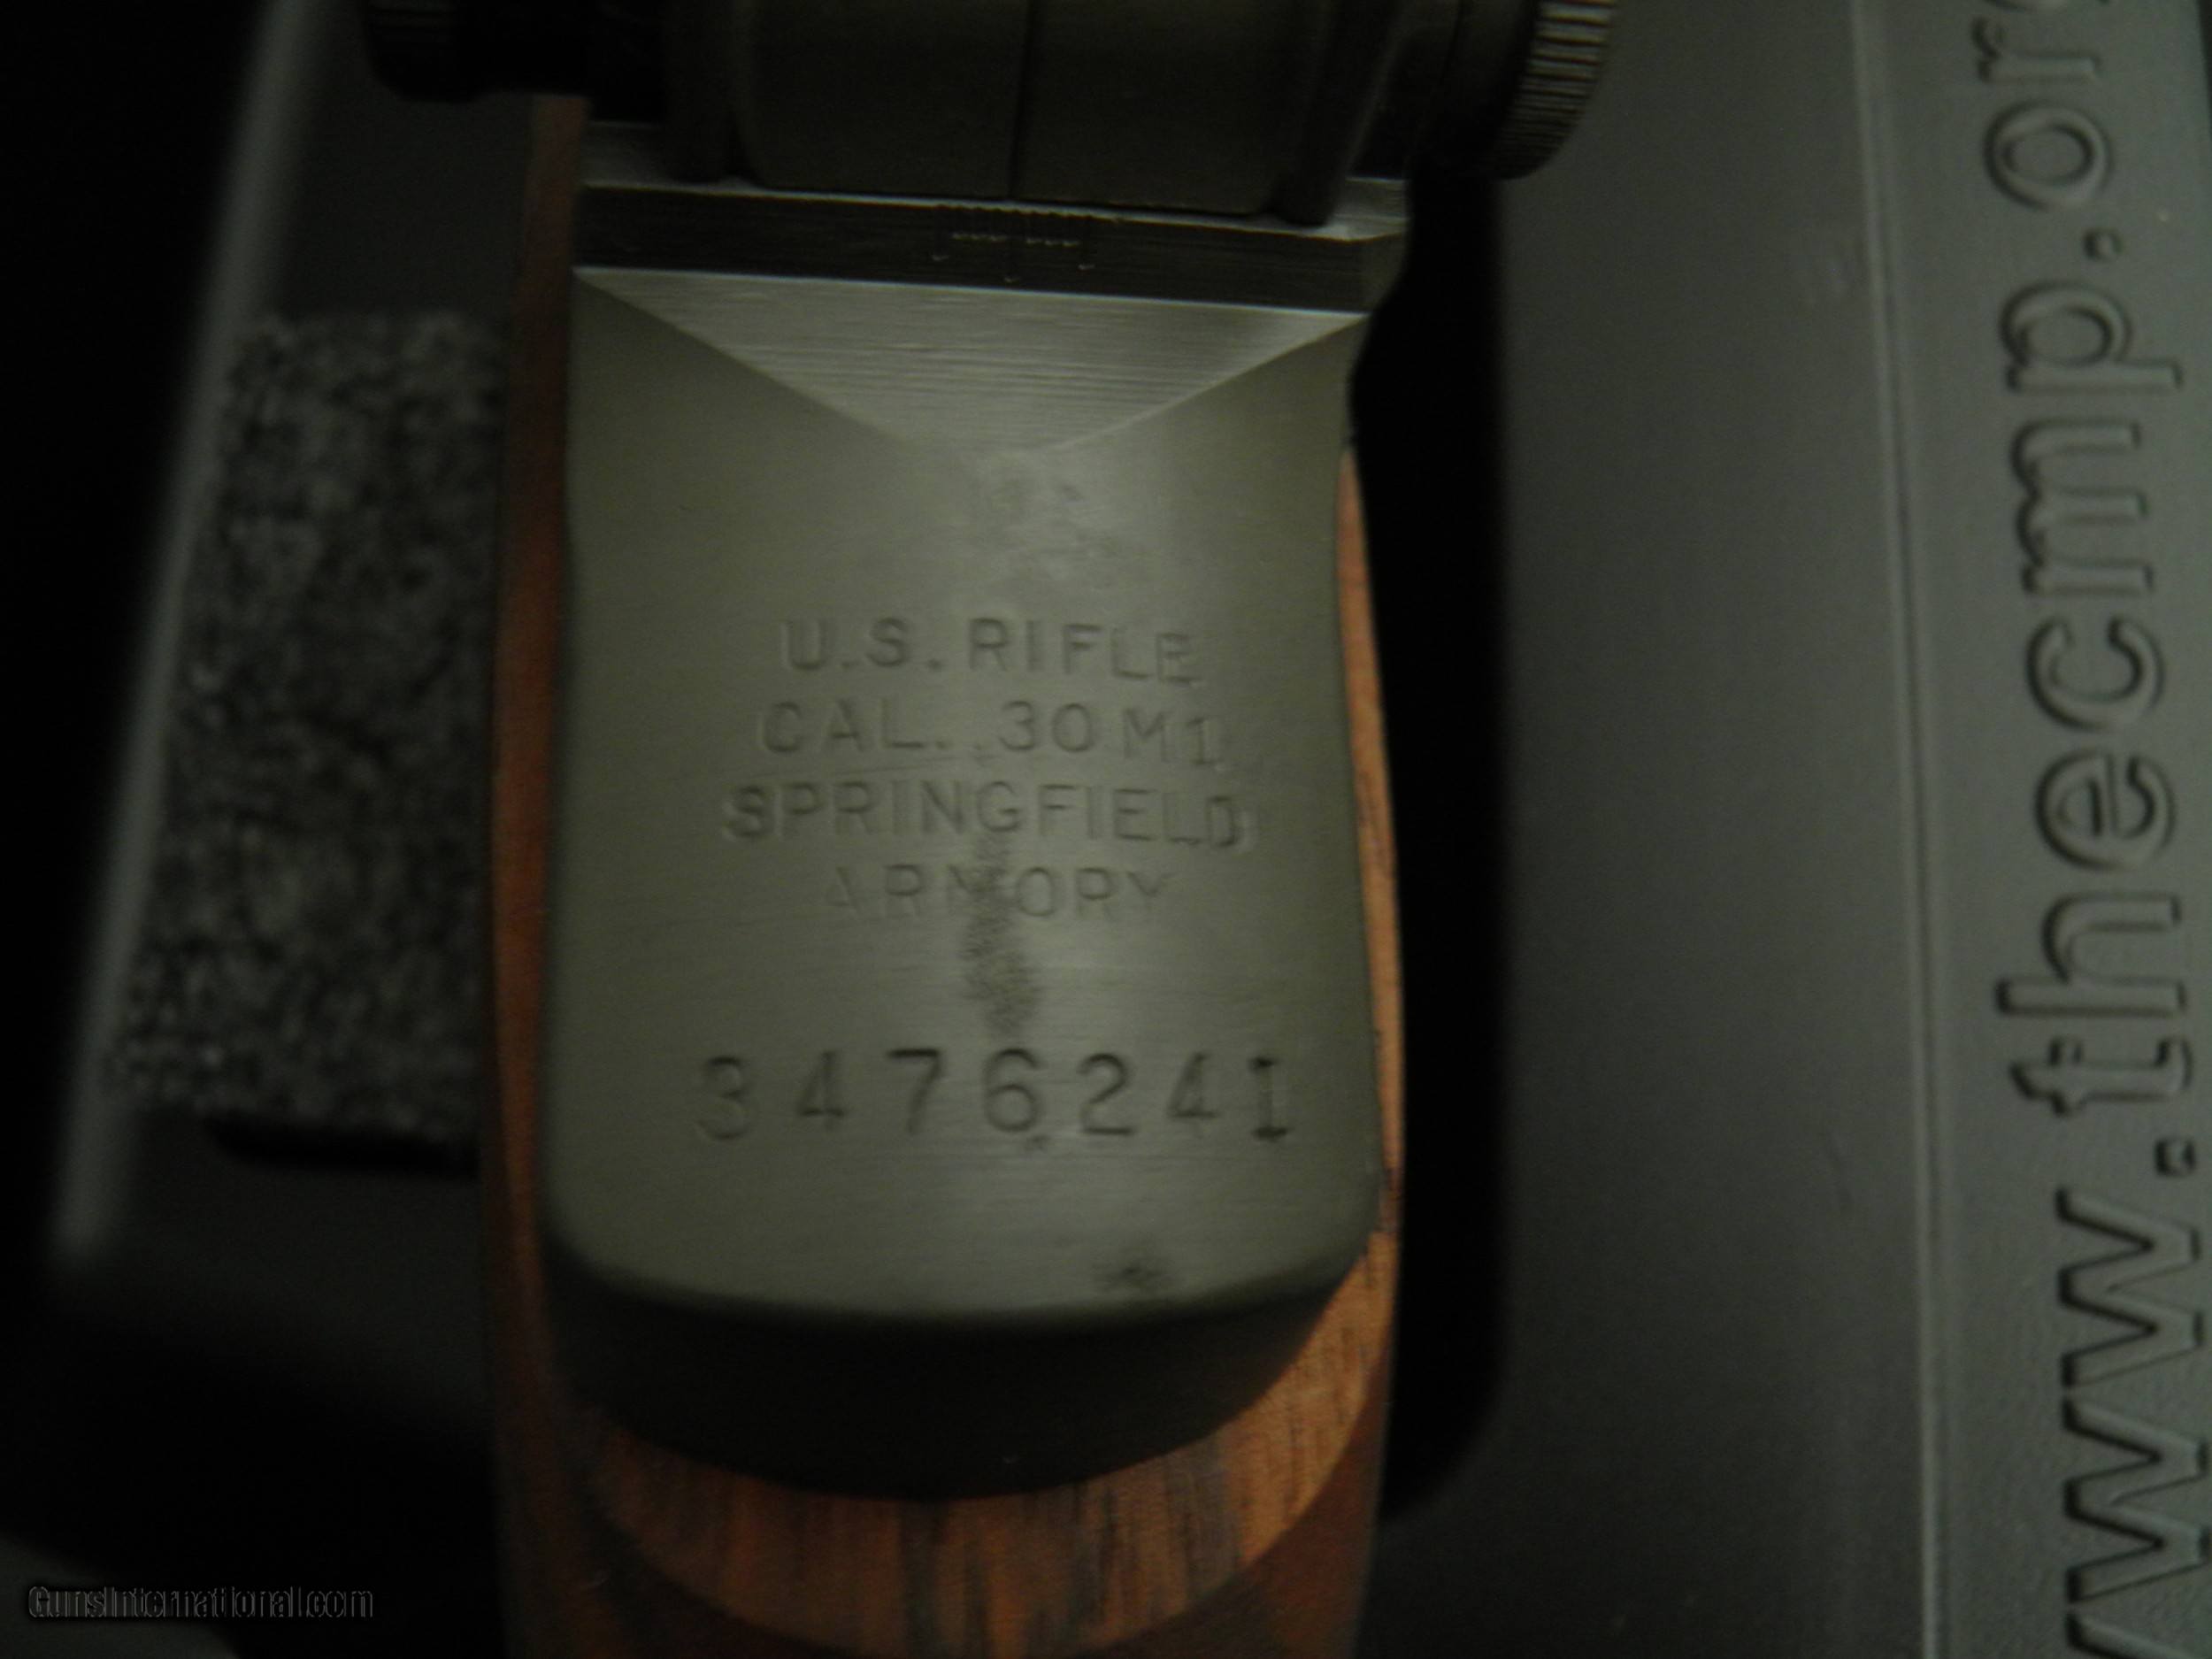 U.S. RIFLE
CAL. .30 M1
SPRINGFIELD
ARMORY
3476241
www.thecmp.org
GunsInternational.com